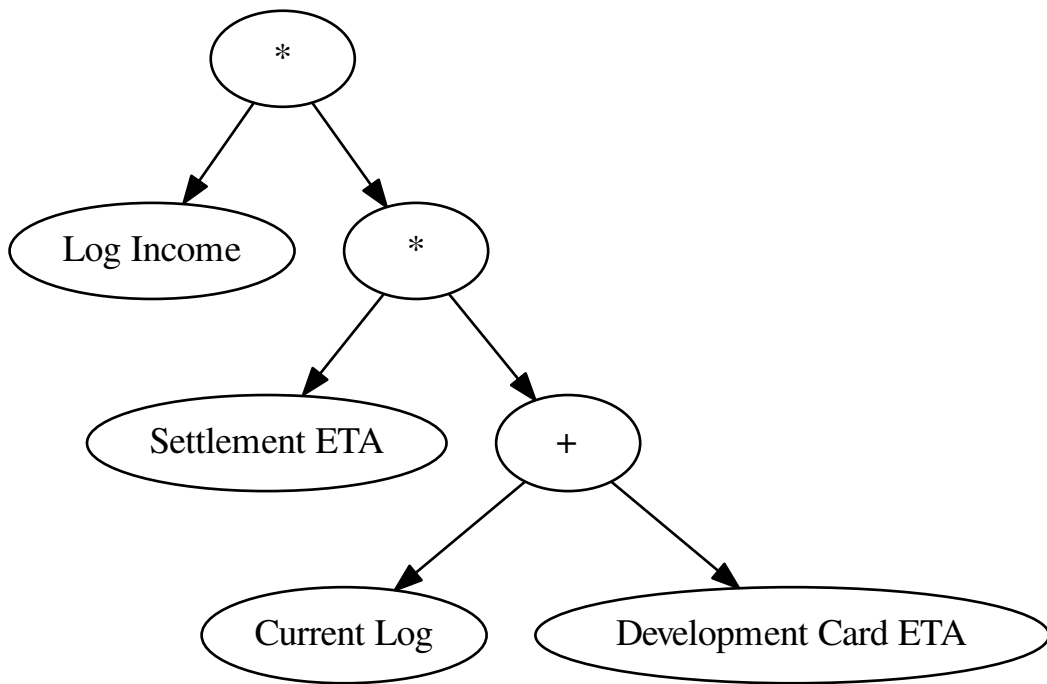 *
Log Income
*
Settlement ETA
+
Current Log
Development Card ETA